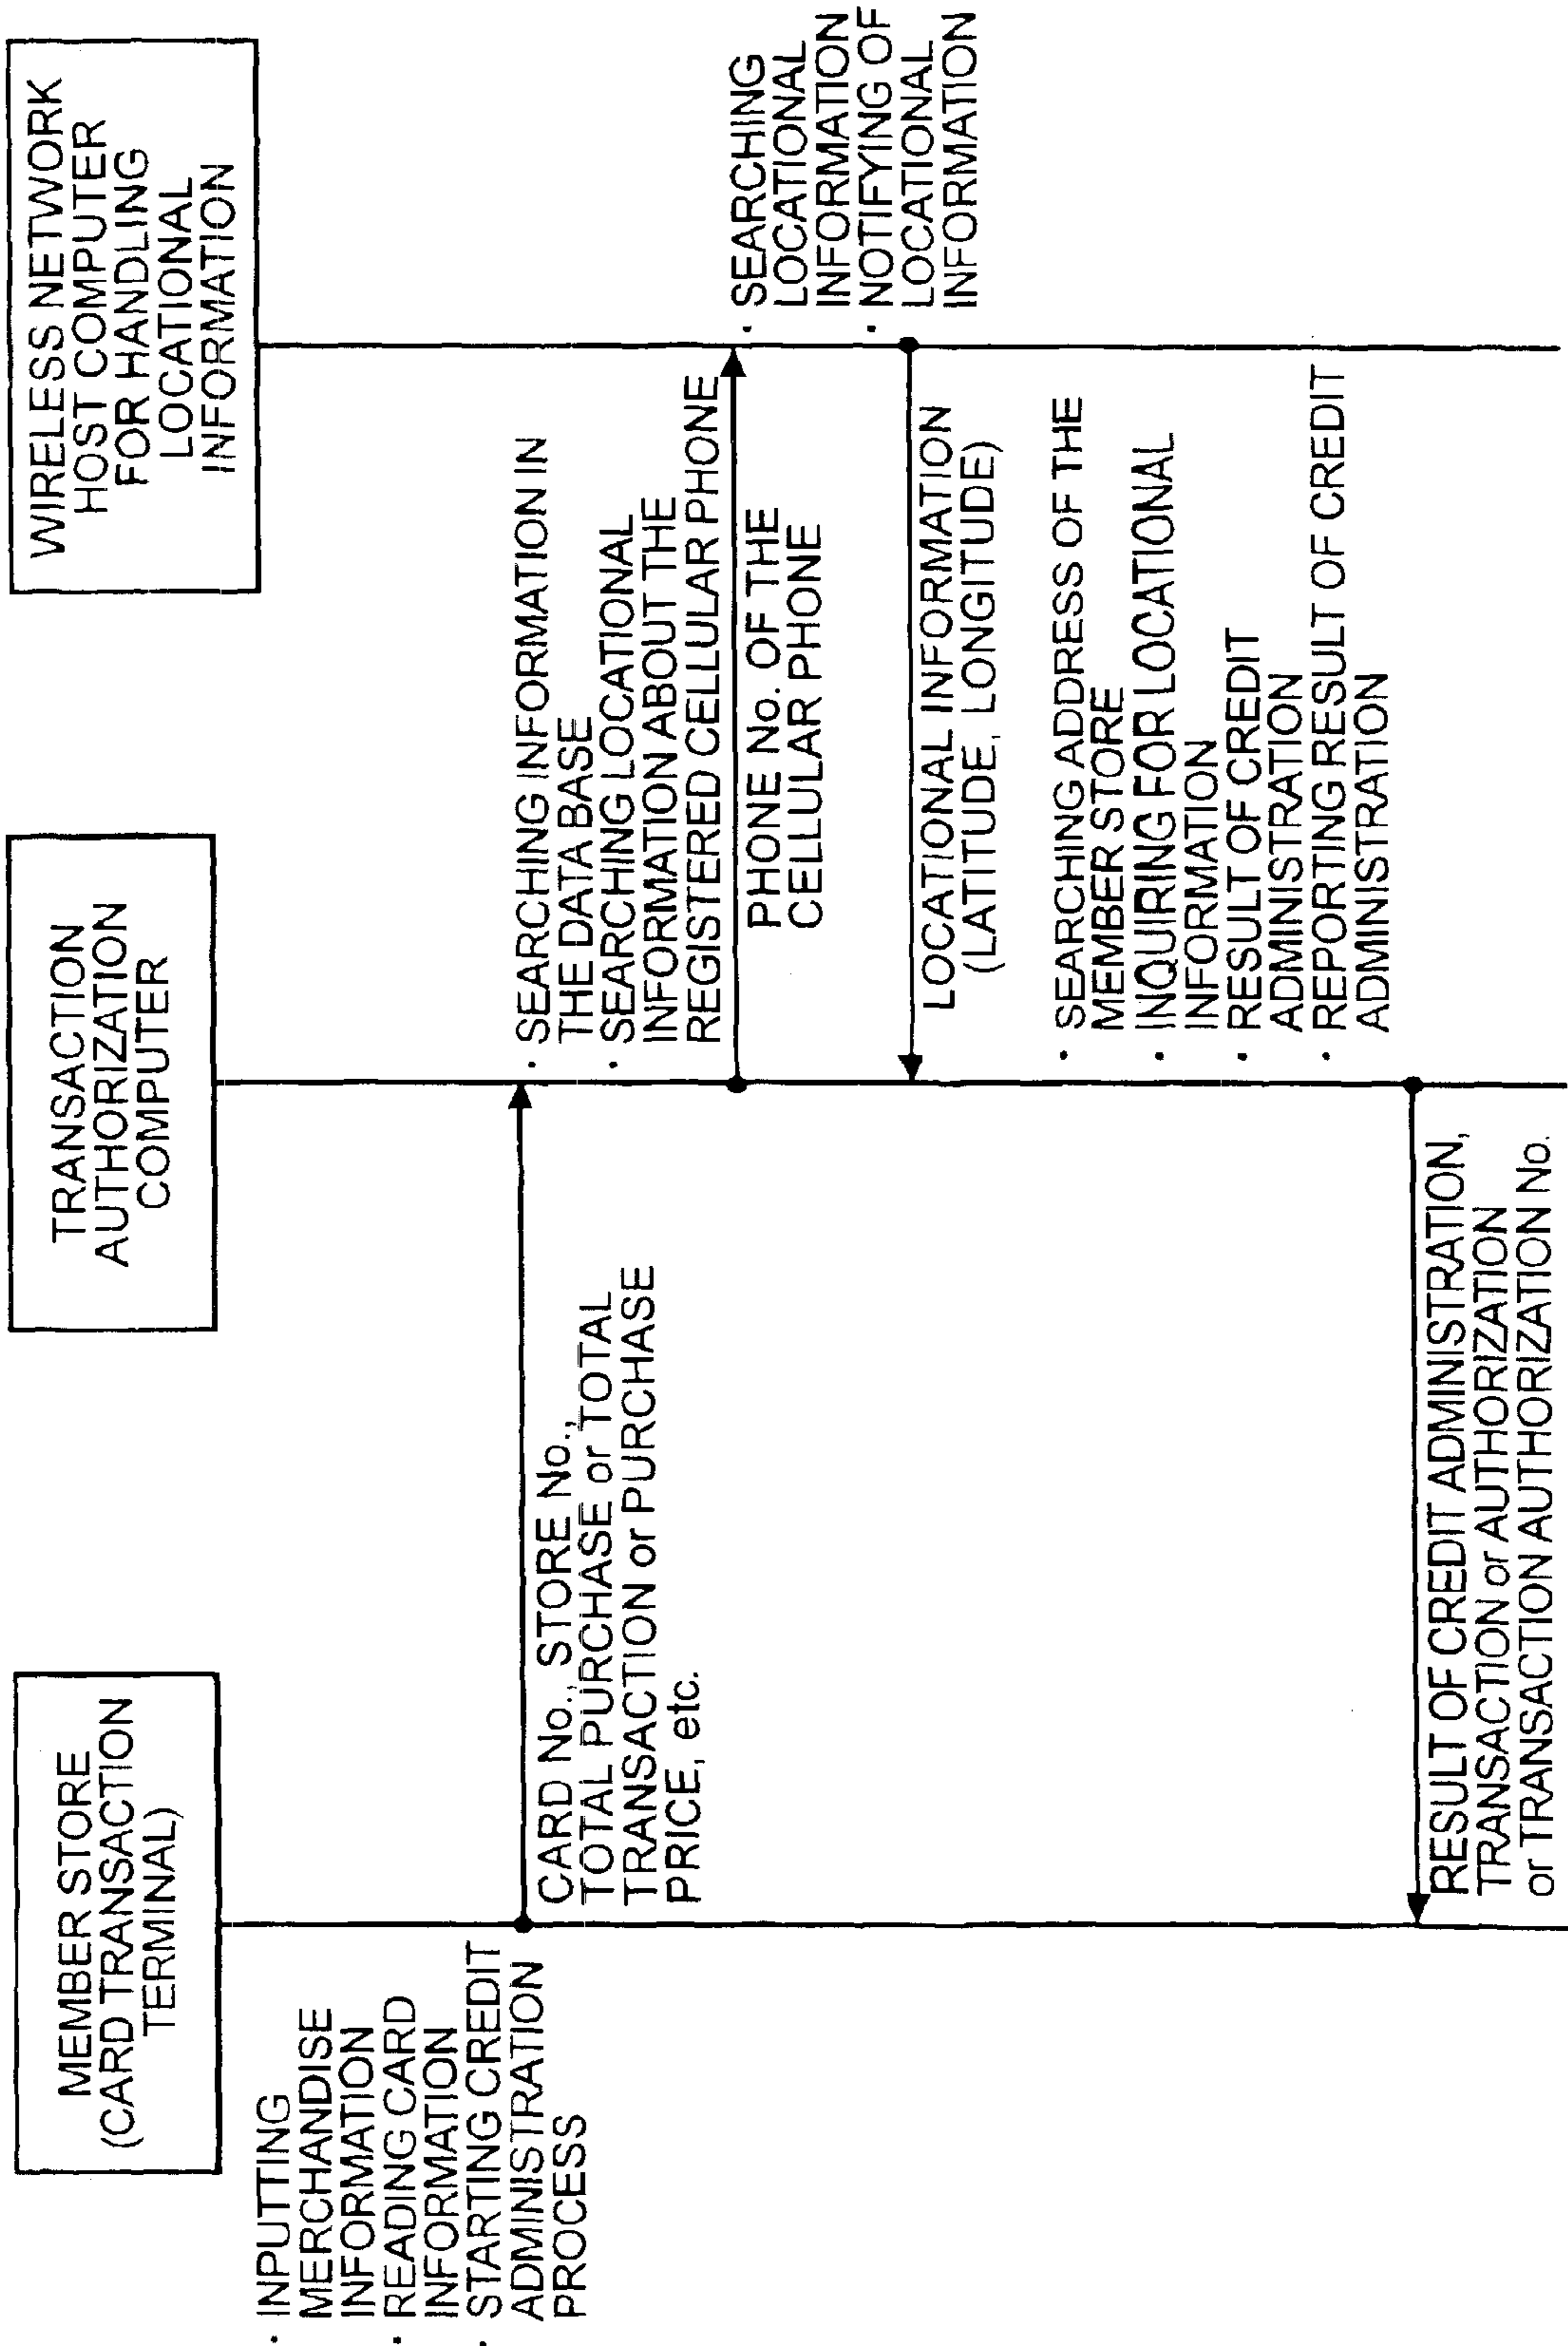 MEMBER STORE
(CARD TRANSACTION
TERMINAL)
TRANSACTION
AUTHORIZATION
COMPUTER
WIRELESS NETWORK
HOST COMPUTER
FOR HANDLING
LOCATIONAL
INFORMATION
· INPUTTING
MERCHANDISE
INFORMATION
· READING CARD
INFORMATION
· STARTING CREDIT
ADMINISTRATION
PROCESS
CARD No., STORE No.,
TOTAL PURCHASE or TOTAL
TRANSACTION or PURCHASE
PRICE, etc.
· SEARCHING INFORMATION IN
THE DATA BASE
· SEARCHING LOCATIONAL
INFORMATION ABOUT THE
REGISTERED CELLULAR PHONE
PHONE No. OF THE
CELLULAR PHONE
· SEARCHING
LOCATIONAL
INFORMATION
· NOTIFYING OF
LOCATIONAL
INFORMATION
LOCATIONAL INFORMATION
(LATITUDE, LONGITUDE)
· SEARCHING ADDRESS OF THE
MEMBER STORE
· INQUIRING FOR LOCATIONAL
INFORMATION
· RESULT OF CREDIT
ADMINISTRATION
· REPORTING RESULT OF CREDIT
ADMINISTRATION
RESULT OF CREDIT ADMINISTRATION,
TRANSACTION or AUTHORIZATION
or TRANSACTION AUTHORIZATION No.